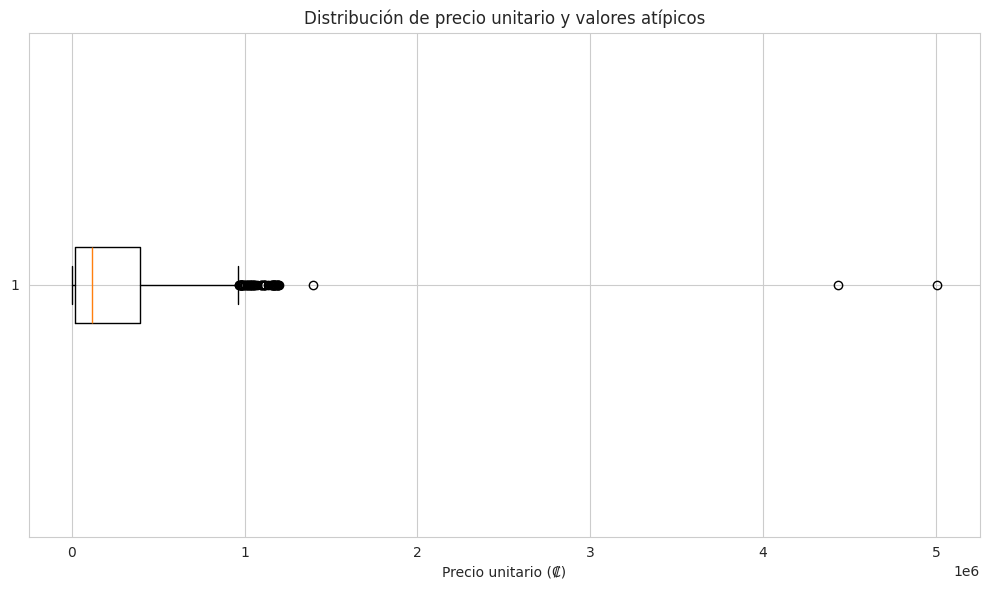 Distribución de precio unitario y valores atípicos
1
0 1 2 3 4 5
1e6
Precio unitario (₡)